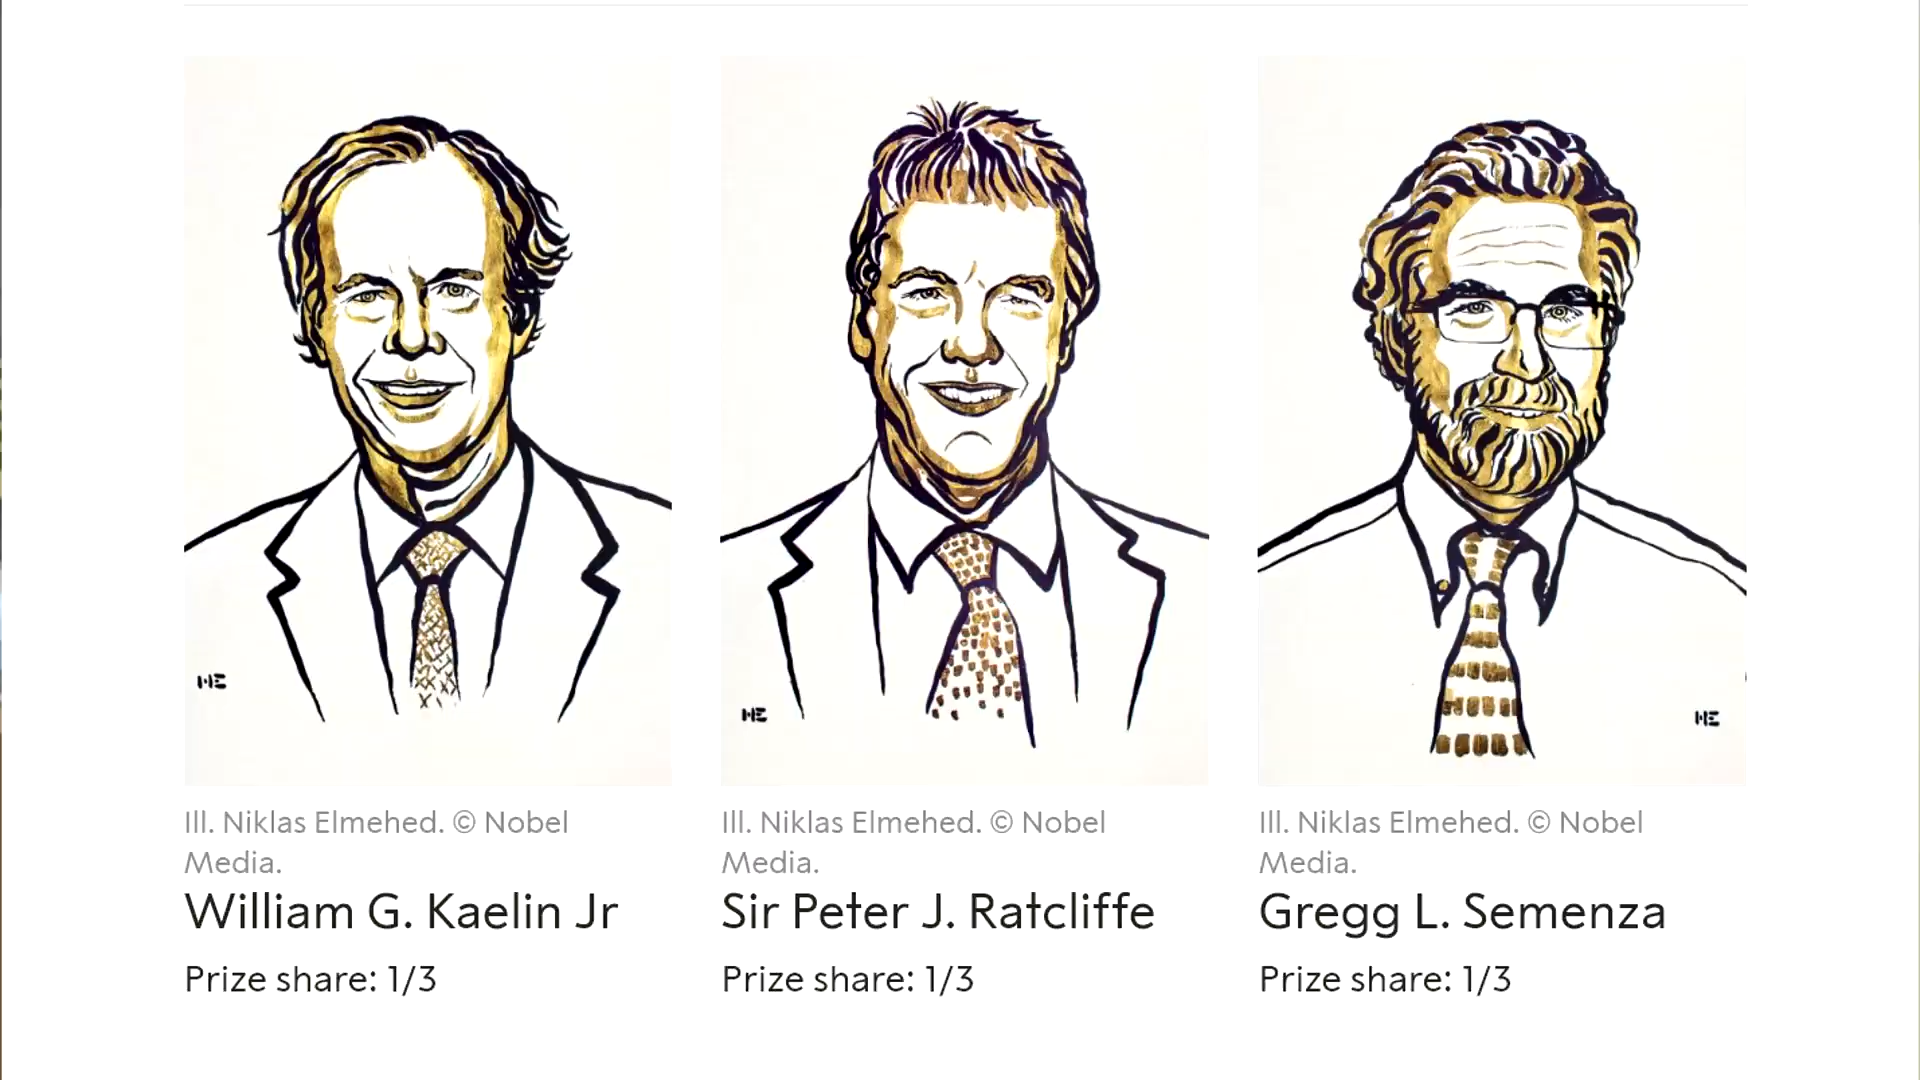 Ill. Niklas Elmehed. © Nobel
Media.
William G. Kaelin Jr
Prize share: 1/3
Ill. Niklas Elmehed. © Nobel
Media.
Sir Peter J. Ratcliffe
Prize share: 1/3
Ill. Niklas Elmehed. © Nobel
Media.
Gregg L. Semenza
Prize share: 1/3